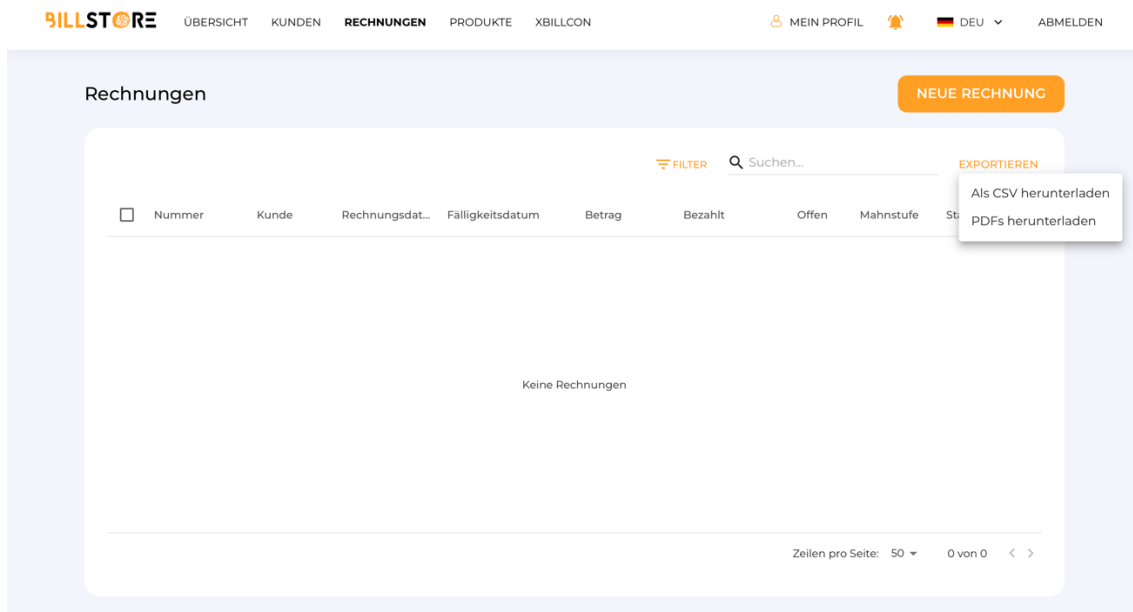 BILLSTORE ÜBERSICHT KUNDEN RECHNUNGEN PRODUKTE XBILLCON MEIN PROFIL DEU ABMELDEN
Rechnungen NEUE RECHNUNG
FILTER Suchen... EXPORTIEREN
Als CSV herunterladen
PDFs herunterladen
Nummer Kunde Rechnungsdat... Fälligkeitsdatum Betrag Bezahlt Offen Mahnstufe
Keine Rechnungen
Zeilen pro Seite: 50 0 von 0